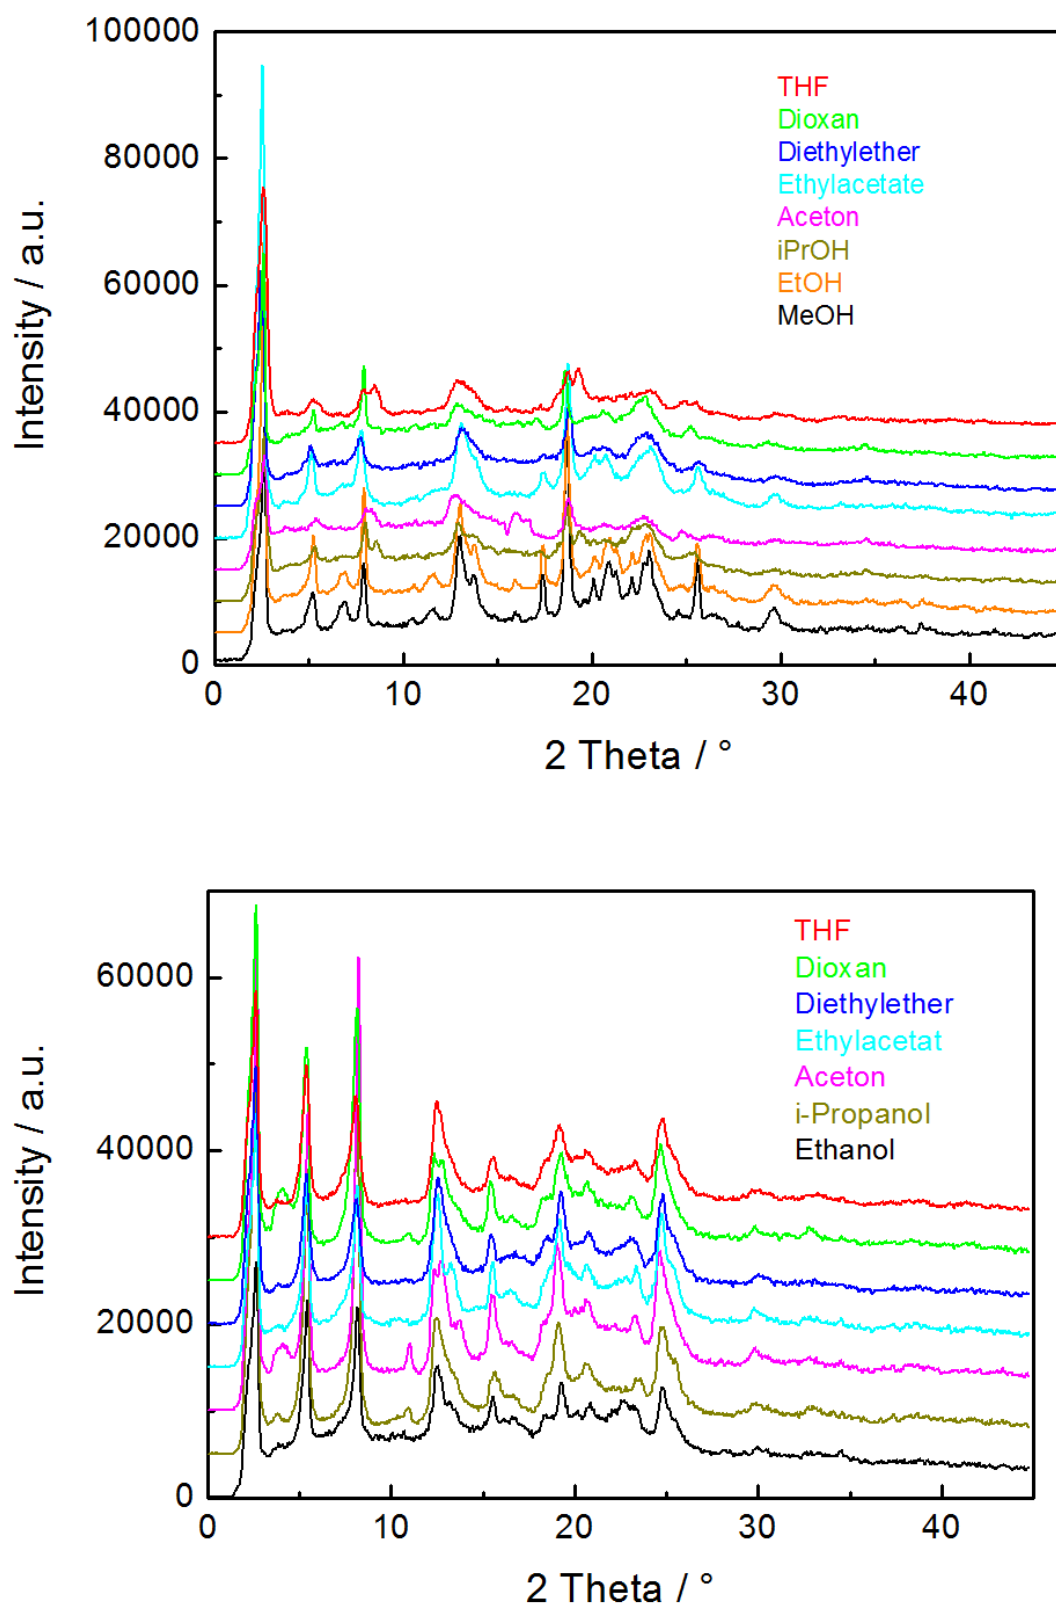 100000
80000
60000
40000
20000
0
Intensity / a.u.
THF
Dioxan
Diethylether
Ethylacetate
Aceton
iPrOH
EtOH
MeOH
0 10 20 30 40
2 Theta / °
60000
40000
20000
0
Intensity / a.u.
THF
Dioxan
Diethylether
Ethylacetat
Aceton
i-Propanol
Ethanol
0 10 20 30 40
2 Theta / °